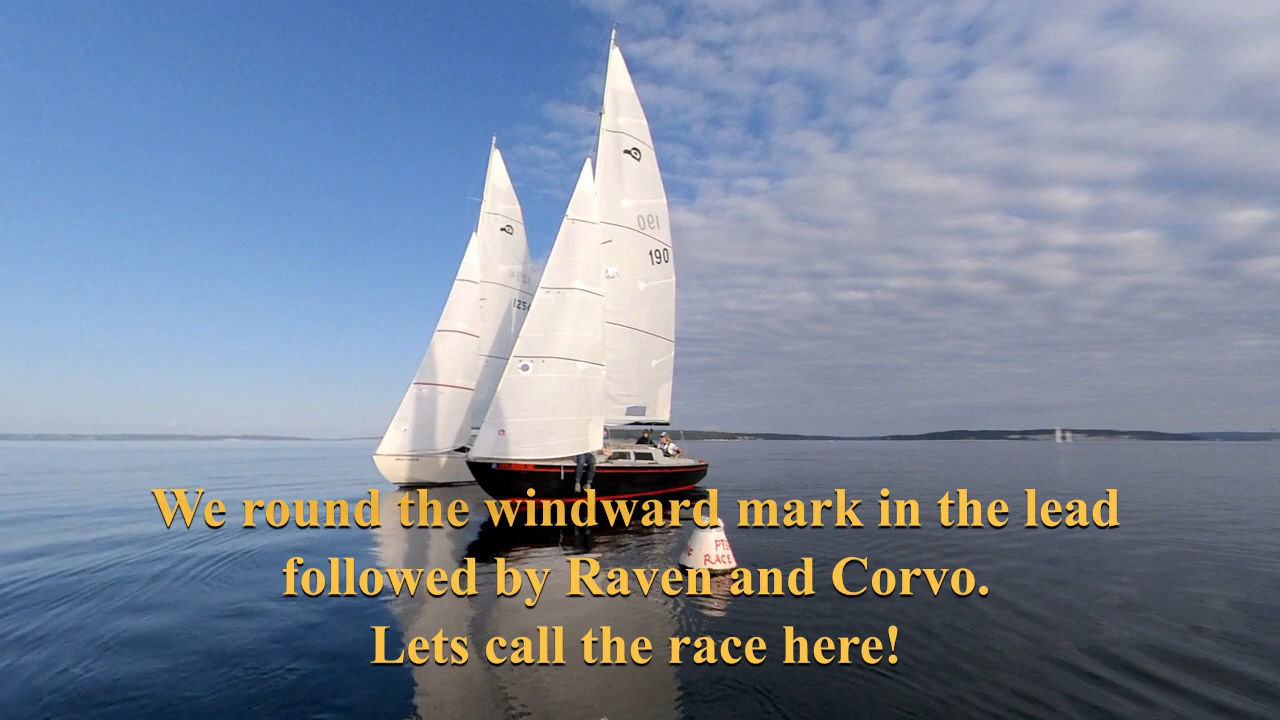 190
190
125
We round the windward mark in the lead
PTS
RACE
followed by Raven and Corvo.
Lets call the race here!